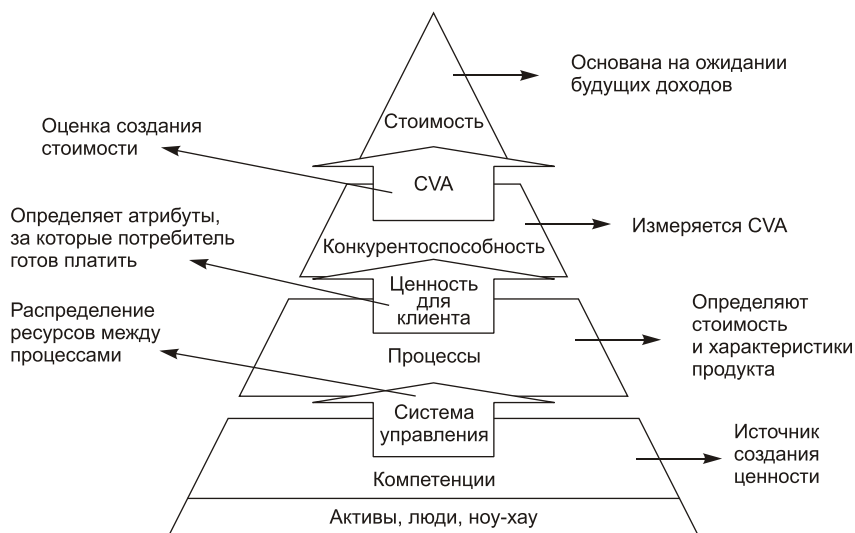 Основана на ожидании
будущих доходов
Стоимость
Оценка создания
стоимости
CVA
Определяет атрибуты,
за которые потребитель
готов платить
Измеряется CVA
Конкурентоспособность
Ценность
для
клиента
Распределение
ресурсов между
процессами
Определяют
стоимость
и характеристики
продукта
Процессы
Система
управления
Источник
создания
ценности
Компетенции
Активы, люди, ноу-хау